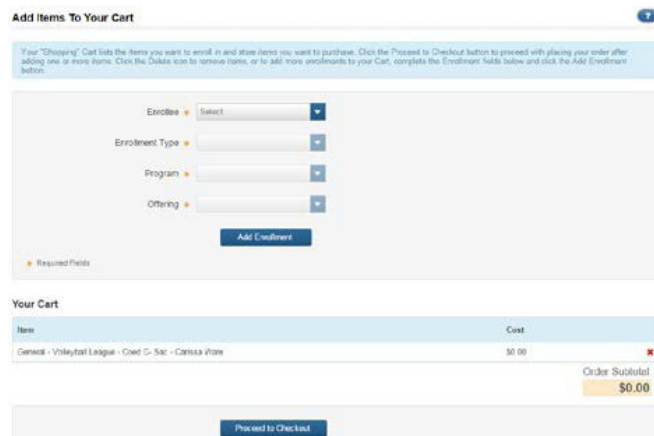 Add Items To Your Cart
?
Your "Shopping" Cart lists the items you want to enroll in and store items you want to purchase. Click the Proceed to Checkout button to proceed with placing your order after
adding one or more items. Click the Delete icon to remove items, or to add more enrollments to your Cart, complete the Enrollment fields below and click the Add Enrollment
button.
Enrollee Select
Enrollment Type
Program
Offering
Add Enrollment
Required Fields
Your Cart
Item Cost
General - Volleyball League - Coed C- Sac - Carissa Ware $0.00
Order Subtotal
$0.00
Proceed to Checkout